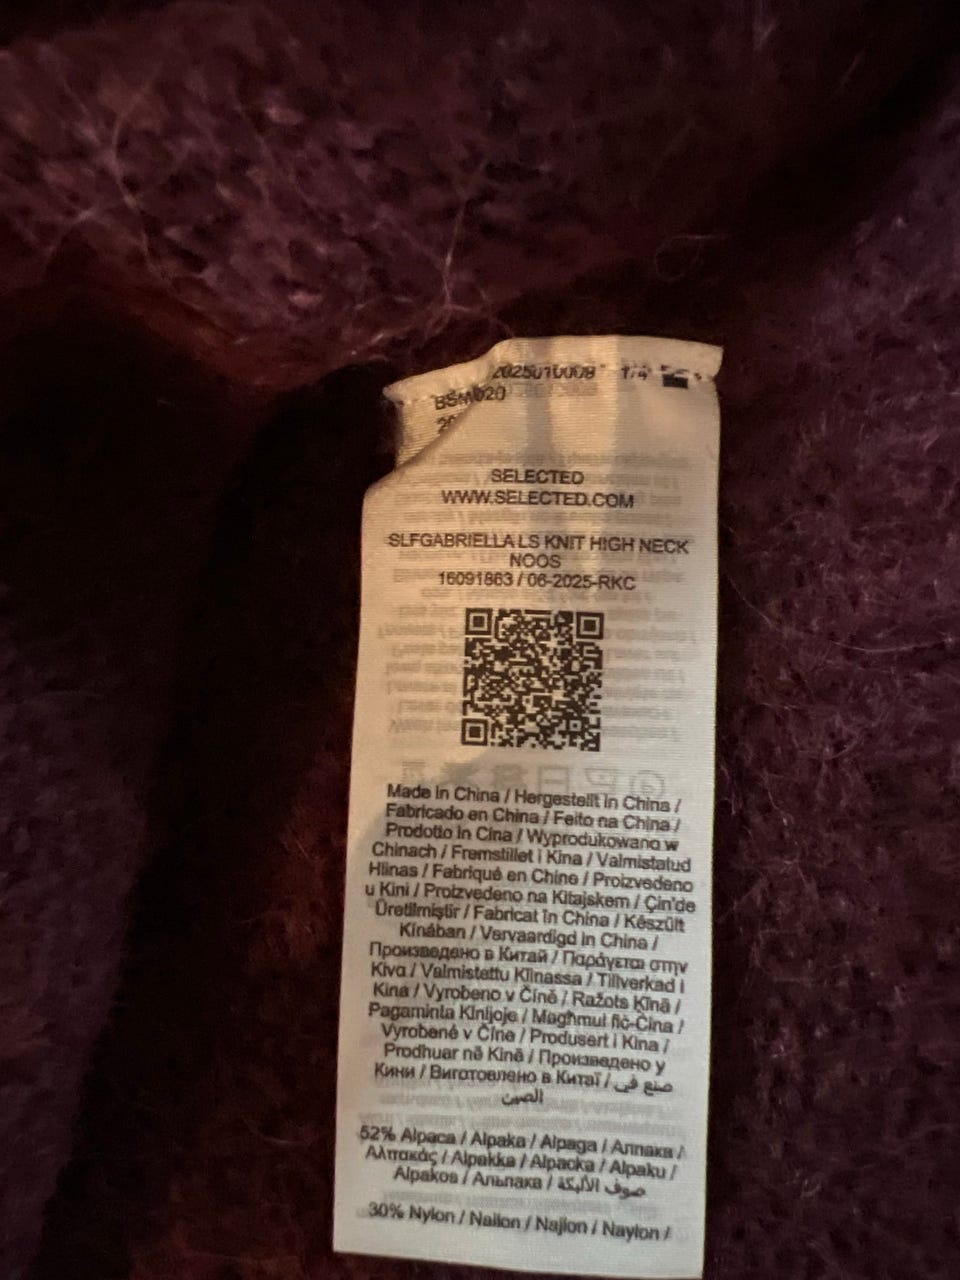 2025010009 1/4
BSM020
SELECTED
WWW.SELECTED.COM
SLFGABRIELLA LS KNIT HIGH NECK
NOOS
16091863 / 06-2025-RKC
Made in China / Hergestellt in China /
Fabricado en China / Feito na China /
Prodotto in Cina / Wyprodukowano w
Chinach / Fremstillet i Kina / Valmistatud
Hiinas / Fabriqué en Chine / Proizvedeno
u Kini / Proizvedeno na Kitajskem / Çin'de
Üretilmiştir / Fabricat în China / Készült
Kínában / Vervaardigd in China /
Произведено в Китай / Παράγεται στην
Κίνα / Valmistettu Kiinassa / Tillverkad i
Kina / Vyrobeno v Číně / Ražots Ķīnā /
Pagaminta Kinijoje / Magħmul fiċ-Ċina /
Vyrobené v Číne / Produsert i Kina /
Prodhuar në Kinë / Произведено у
Кини / Виготовлено в Китаї / صنع في
الصين
52% Alpaca / Alpaka / Alpaga / Алпака /
Αλπακάς / Alpakka / Alpacka / Alpaku /
Alpakos / Альпака / صوف الألبكة
30% Nylon / Nailon / Najlon / Naylon /